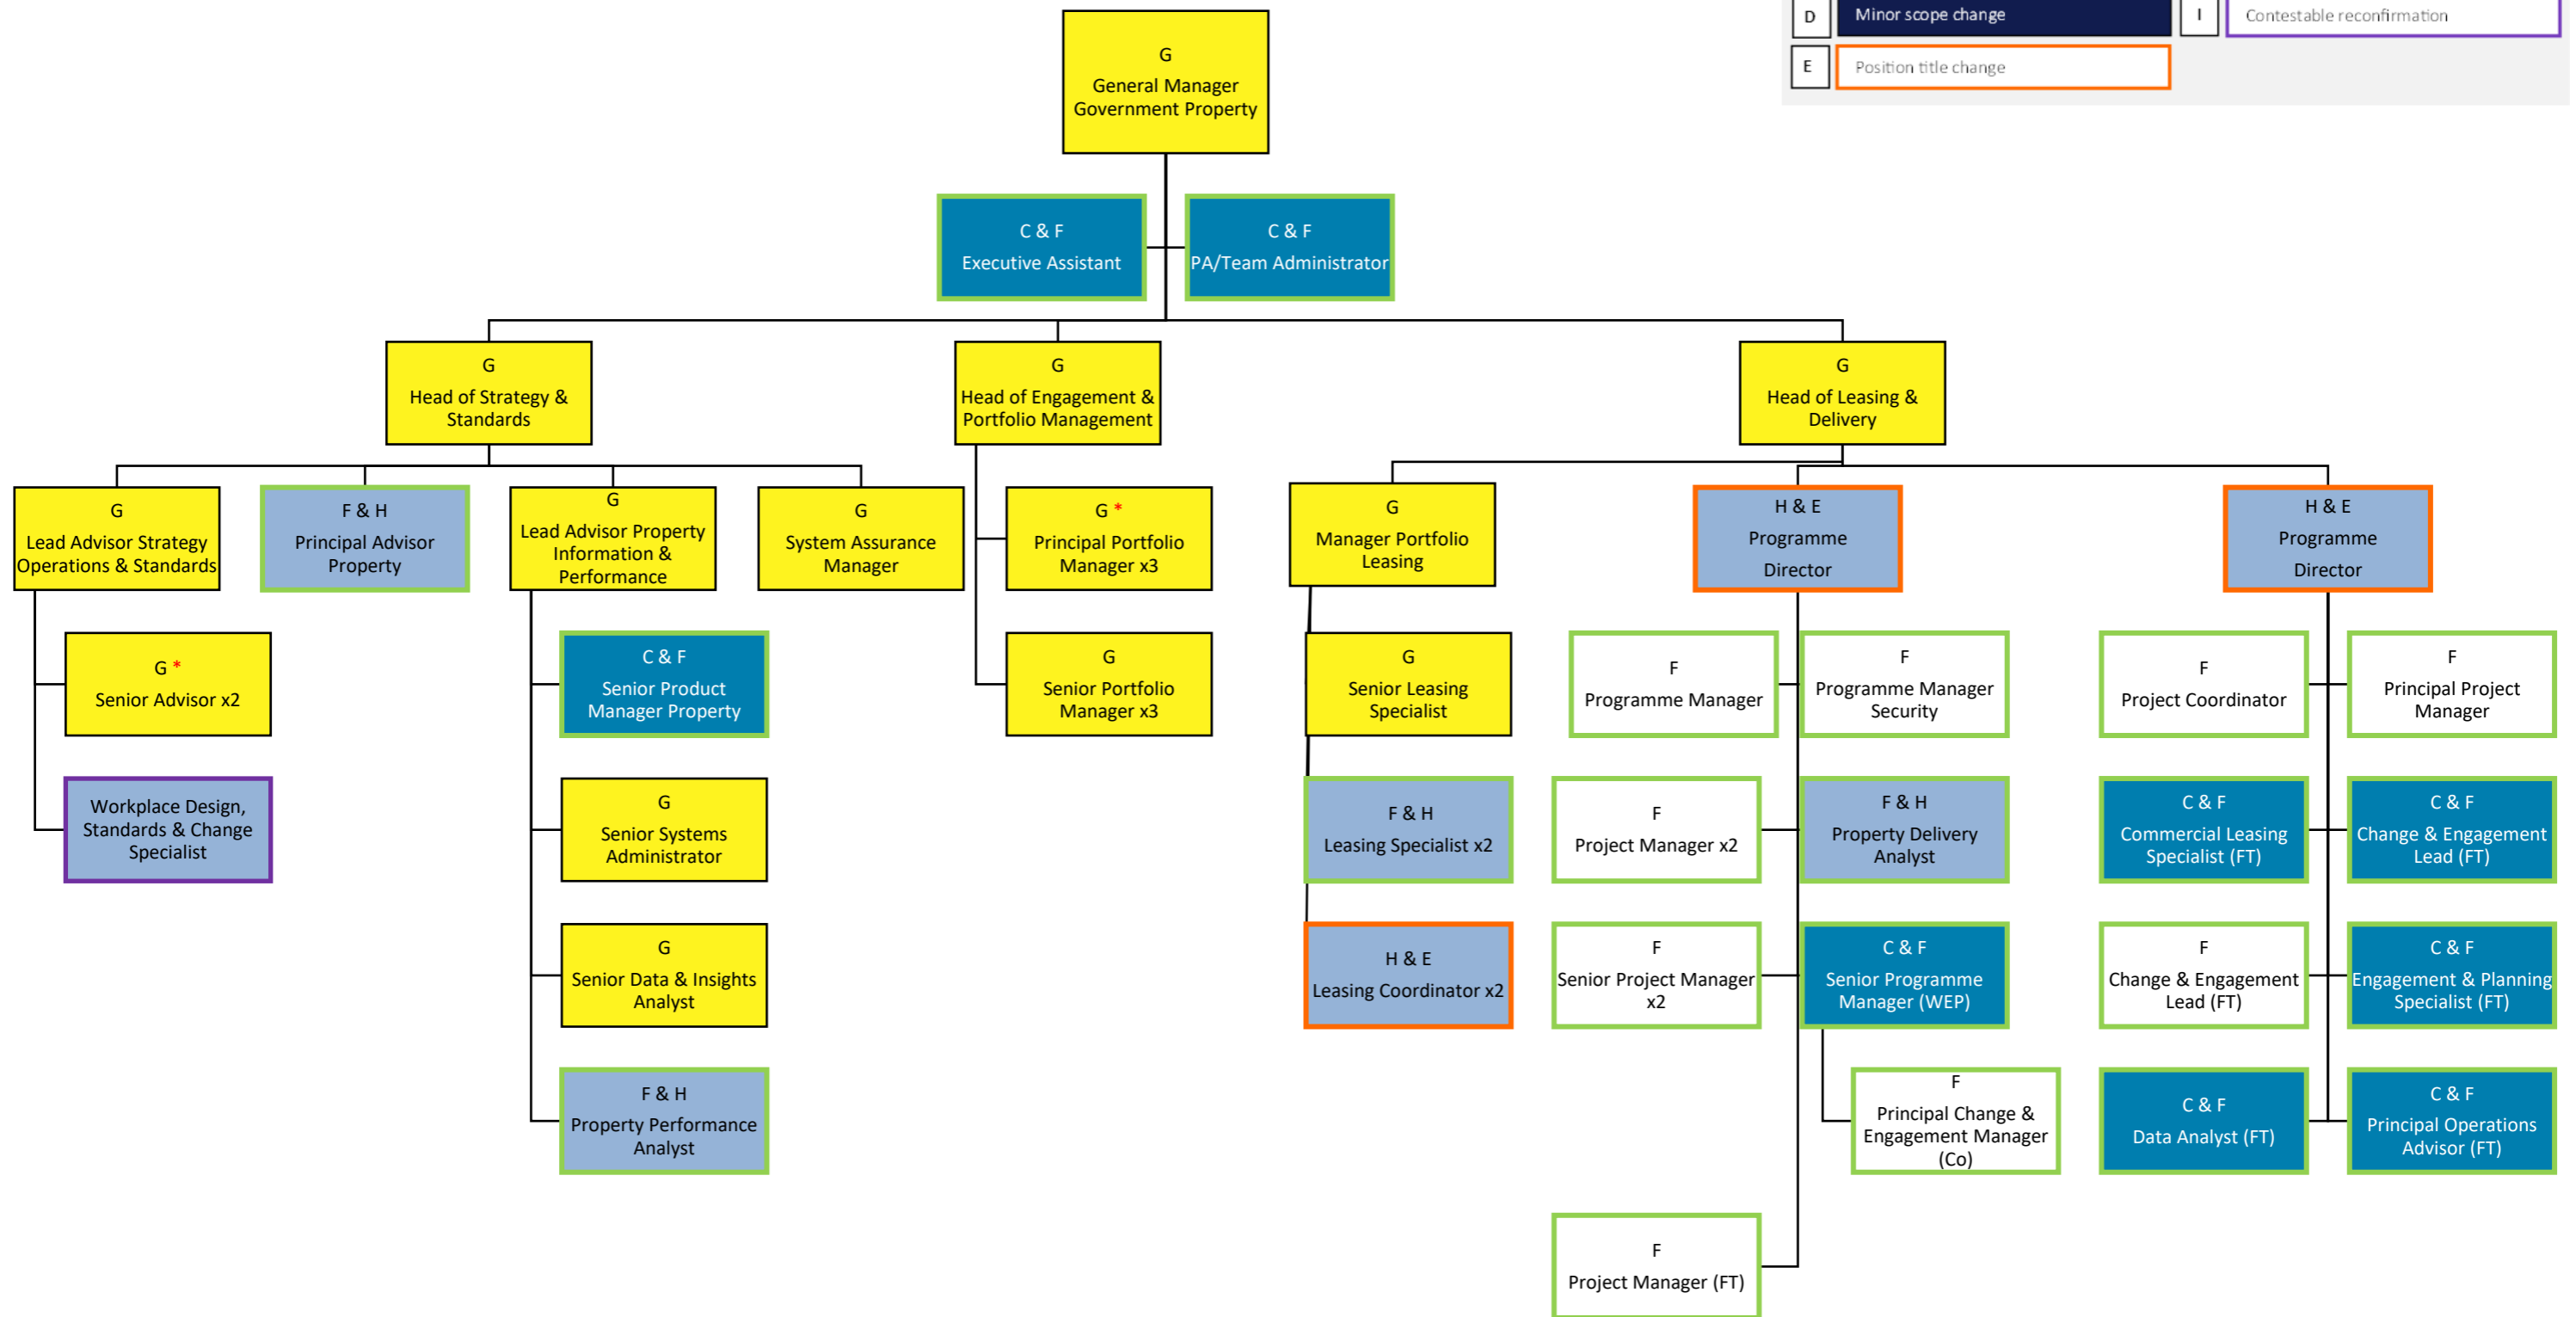 D
Minor scope change
I
Contestable reconfirmation
E
Position title change
G
General Manager
Government Property
C & F
Executive Assistant
C & F
PA/Team Administrator
G
Head of Strategy &
Standards
G
Head of Engagement &
Portfolio Management
G
Head of Leasing &
Delivery
G
Lead Advisor Strategy
Operations & Standards
F & H
Principal Advisor
Property
G
Lead Advisor Property
Information &
Performance
G
System Assurance
Manager
G *
Principal Portfolio
Manager x3
G
Manager Portfolio
Leasing
H & E
Programme
Director
H & E
Programme
Director
G *
Senior Advisor x2
C & F
Senior Product
Manager Property
G
Senior Portfolio
Manager x3
G
Senior Leasing
Specialist
F
Programme Manager
F
Programme Manager
Security
F
Project Coordinator
F
Principal Project
Manager
Workplace Design,
Standards & Change
Specialist
G
Senior Systems
Administrator
F & H
Leasing Specialist x2
F
Project Manager x2
F & H
Property Delivery
Analyst
C & F
Commercial Leasing
Specialist (FT)
C & F
Change & Engagement
Lead (FT)
G
Senior Data & Insights
Analyst
H & E
Leasing Coordinator x2
F
Senior Project Manager
x2
C & F
Senior Programme
Manager (WEP)
F
Change & Engagement
Lead (FT)
C & F
Engagement & Planning
Specialist (FT)
F & H
Property Performance
Analyst
F
Principal Change &
Engagement Manager
(Co)
C & F
Data Analyst (FT)
C & F
Principal Operations
Advisor (FT)
F
Project Manager (FT)